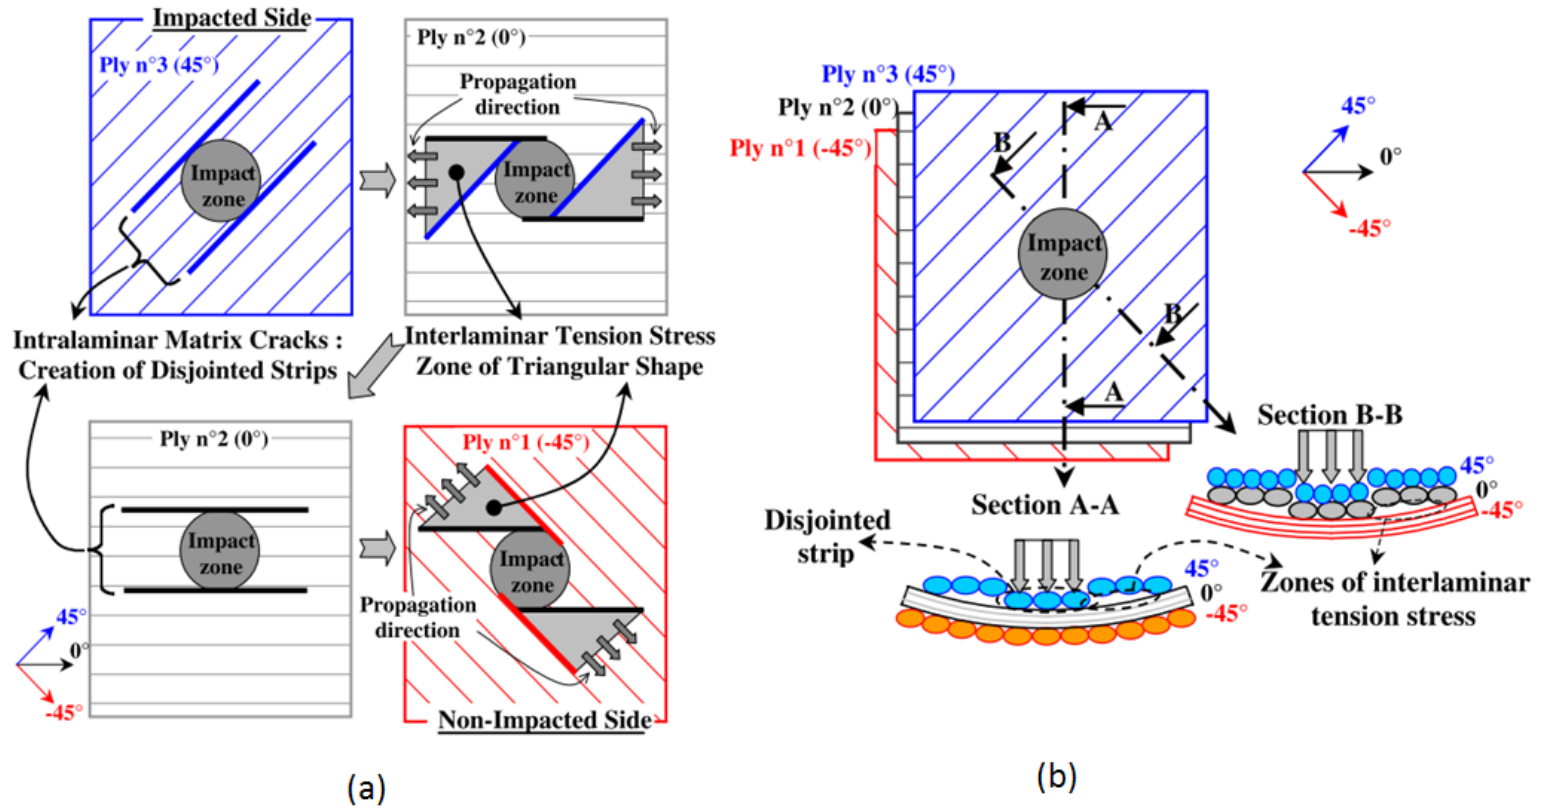 Impacted Side
Ply n°3 (45°)
Impact
zone
Ply n°2 (0°)
Propagation
direction
Impact
zone
Intralaminar Matrix Cracks :
Creation of Disjointed Strips
Interlaminar Tension Stress
Zone of Triangular Shape
Ply n°2 (0°)
Impact
zone
45°
0°
-45°
Ply n°1 (-45°)
Impact
zone
Propagation
direction
Non-Impacted Side
(a)
Ply n°3 (45°)
Ply n°2 (0°)
Ply n°1 (-45°)
A
B
Impact
zone
B
A
45°
0°
-45°
Section B-B
45°
0°
-45°
Section A-A
Disjointed
strip
45°
0°
-45°
Zones of interlaminar
tension stress
(b)